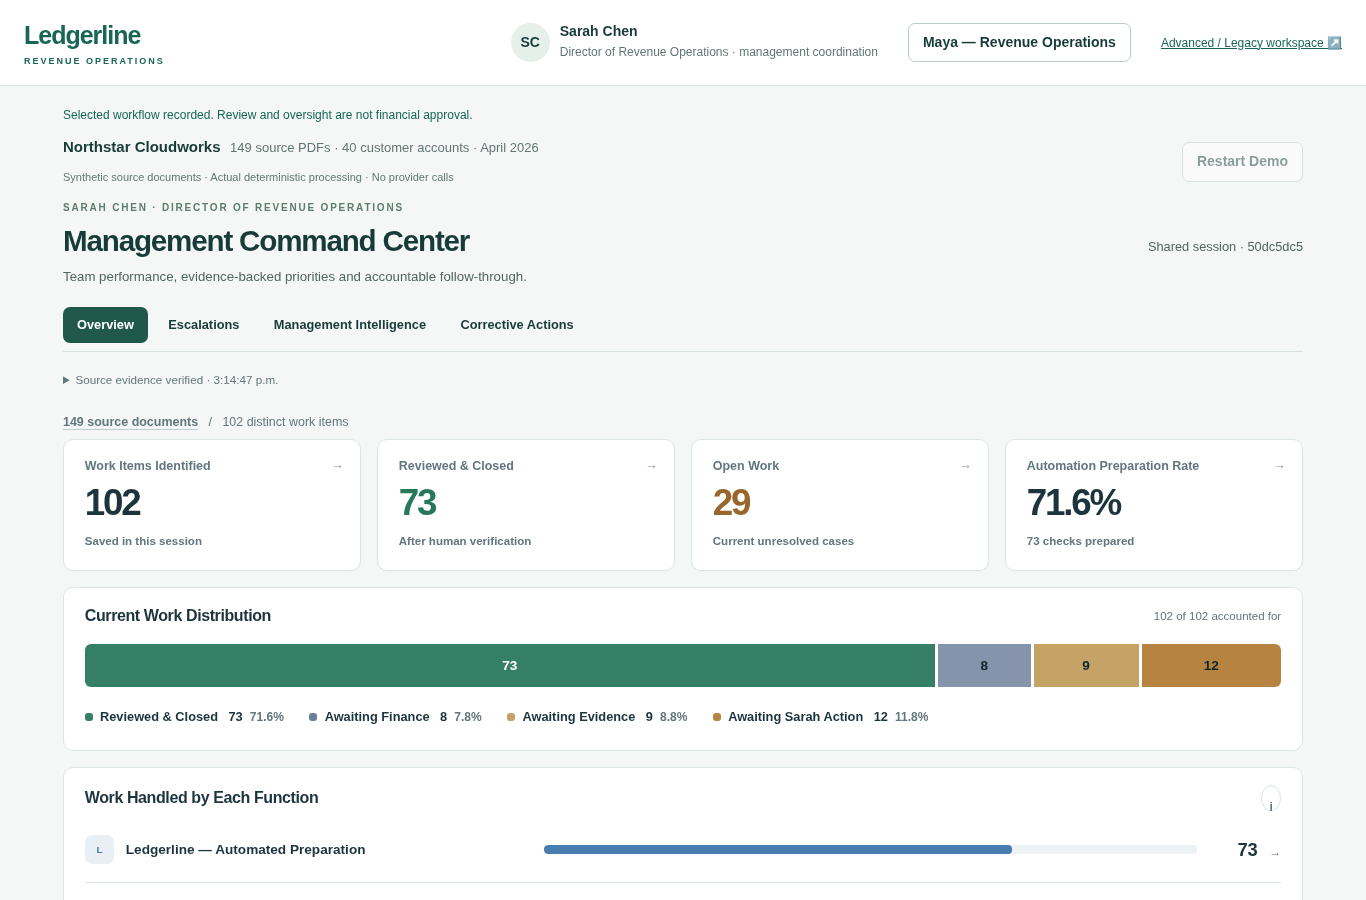 Ledgerline
REVENUE OPERATIONS
SC
Sarah Chen
Director of Revenue Operations · management coordination
Maya — Revenue Operations
Advanced / Legacy workspace ↗
Selected workflow recorded. Review and oversight are not financial approval.
Northstar Cloudworks 149 source PDFs · 40 customer accounts · April 2026
Restart Demo
Synthetic source documents · Actual deterministic processing · No provider calls
SARAH CHEN · DIRECTOR OF REVENUE OPERATIONS
Management Command Center
Shared session · 50dc5dc5
Team performance, evidence-backed priorities and accountable follow-through.
Overview Escalations Management Intelligence Corrective Actions
▶ Source evidence verified · 3:14:47 p.m.
149 source documents / 102 distinct work items
Work Items Identified →
102
Saved in this session
Reviewed & Closed →
73
After human verification
Open Work →
29
Current unresolved cases
Automation Preparation Rate →
71.6%
73 checks prepared
Current Work Distribution
102 of 102 accounted for
73 8 9 12
Reviewed & Closed 73 71.6% Awaiting Finance 8 7.8% Awaiting Evidence 9 8.8% Awaiting Sarah Action 12 11.8%
Work Handled by Each Function
i
L Ledgerline — Automated Preparation 73 →